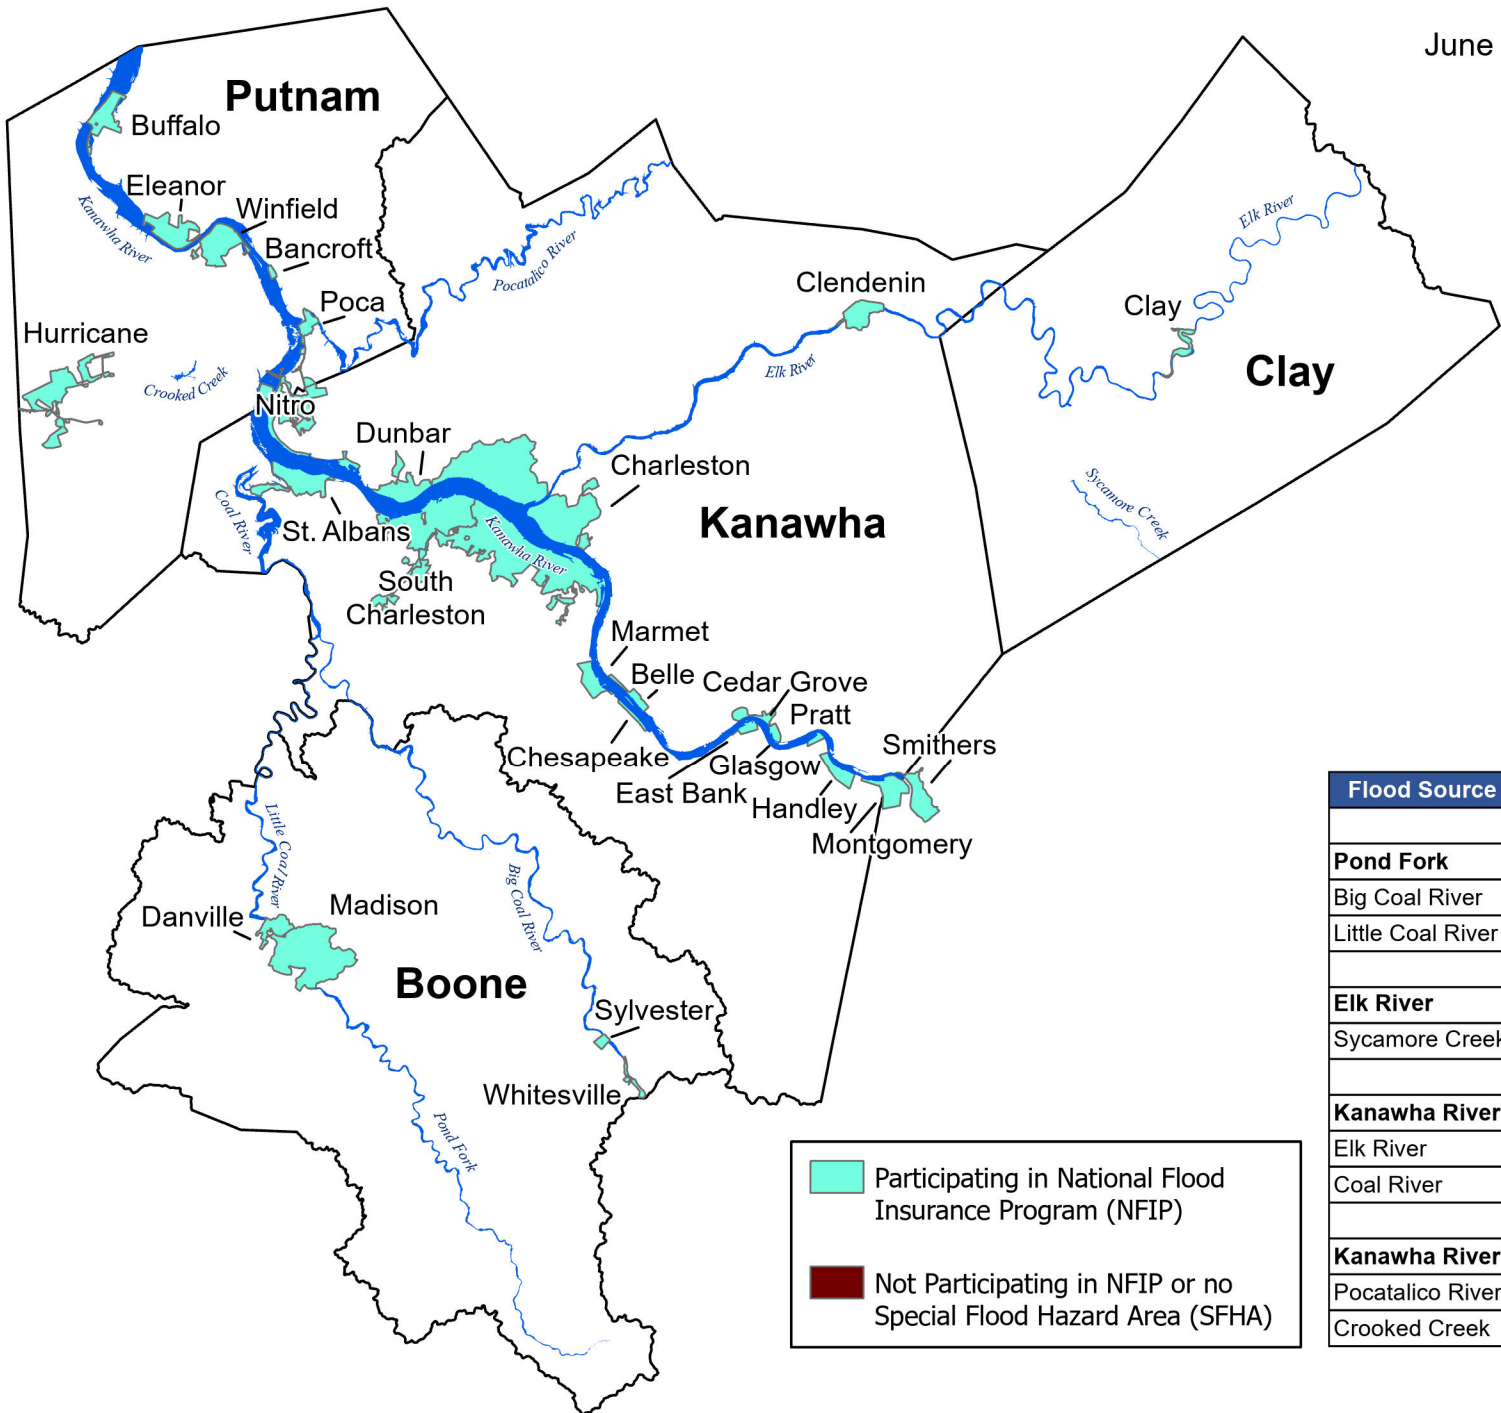 June
Putnam
Buffalo
Eleanor
Winfield
Kanawha River
Bancroft
Elk River
Pocatalico River
Clendenin
Clay
Poca
Hurricane
Crooked Creek
Elk River
Clay
Nitro
Dunbar
Charleston
Coal River
St. Albans
Kanawha River
Kanawha
Sycamore Creek
South
Charleston
Marmet
Belle
Cedar Grove
Pratt
Chesapeake
Glasgow
Smithers
East Bank
Handley
Montgomery
Little Coal River
Big Coal River
Danville
Madison
Boone
Sylvester
Whitesville
Pond Fork
Participating in National Flood
Insurance Program (NFIP)
Not Participating in NFIP or no
Special Flood Hazard Area (SFHA)
Flood Source
Pond Fork
Big Coal River
Little Coal River
Elk River
Sycamore Creek
Kanawha River
Elk River
Coal River
Kanawha River
Pocatalico River
Crooked Creek